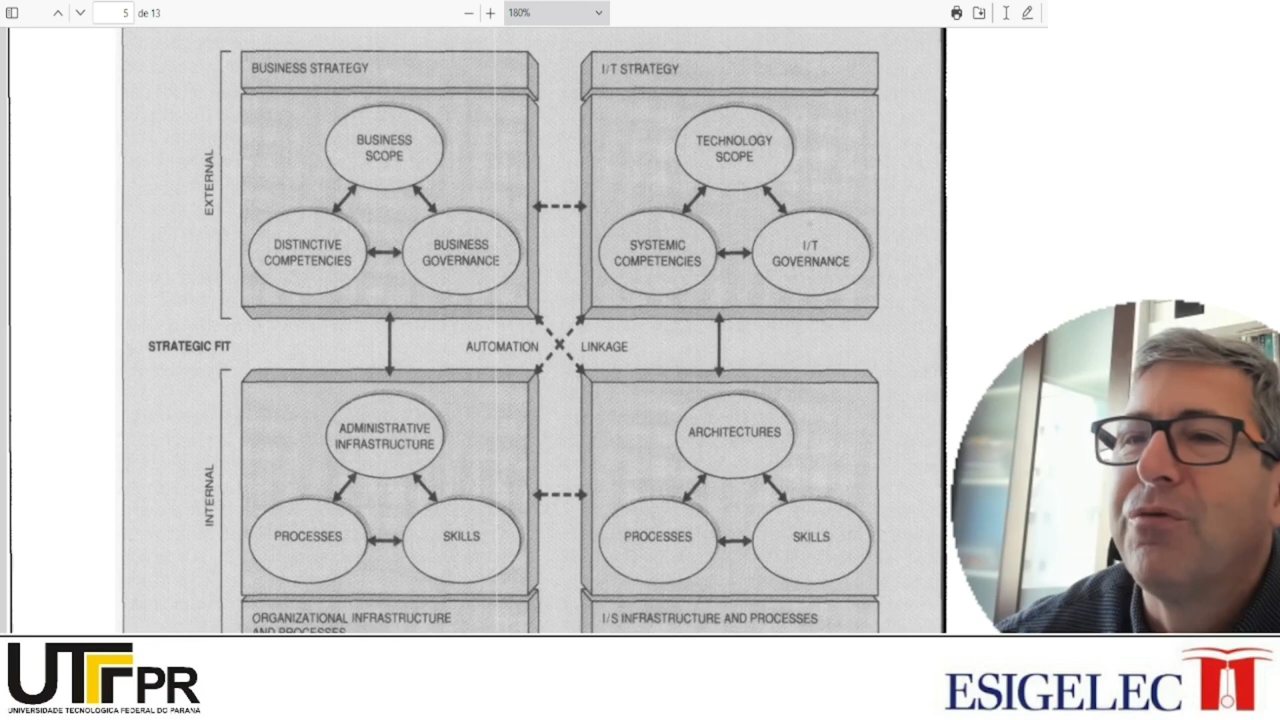 5 de 13
180%
BUSINESS STRATEGY
I/T STRATEGY
EXTERNAL
BUSINESS
SCOPE
TECHNOLOGY
SCOPE
DISTINCTIVE
COMPETENCIES
BUSINESS
GOVERNANCE
SYSTEMIC
COMPETENCIES
I/T
GOVERNANCE
STRATEGIC FIT
AUTOMATION
LINKAGE
INTERNAL
ADMINISTRATIVE
INFRASTRUCTURE
ARCHITECTURES
PROCESSES
SKILLS
PROCESSES
SKILLS
ORGANIZATIONAL INFRASTRUCTURE
AND PROCESSES
I/S INFRASTRUCTURE AND PROCESSES
UTFPR
UNIVERSIDADE TECNOLÓGICA FEDERAL DO PARANÁ
ESIGELEC